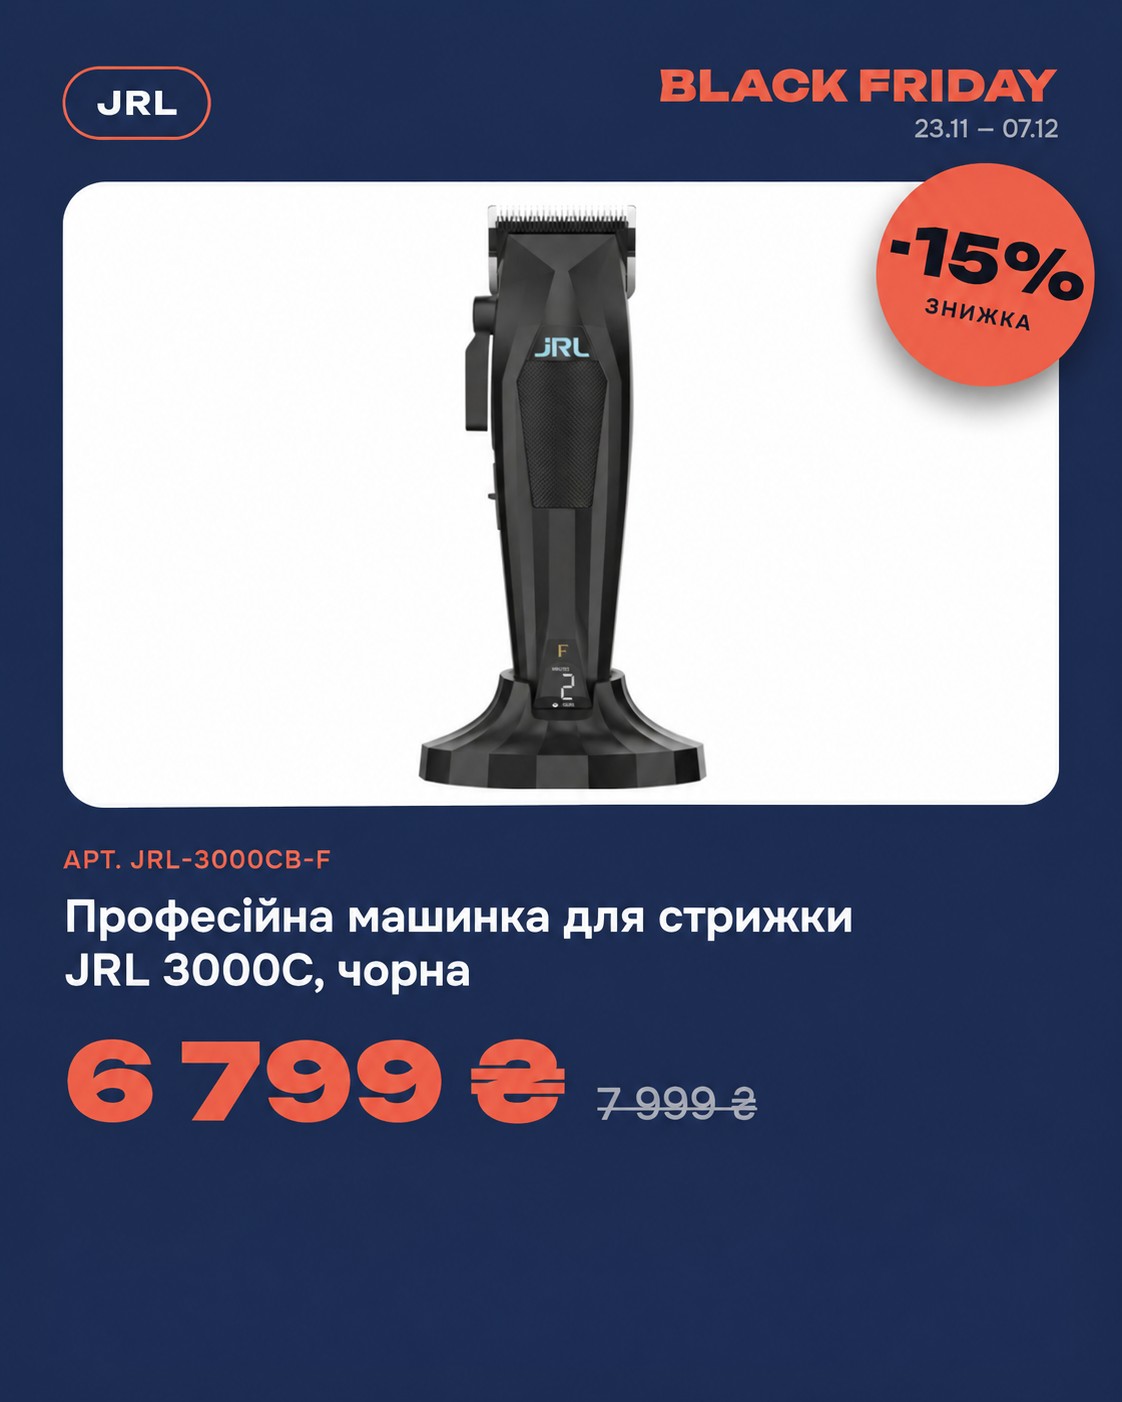 JRL
BLACK FRIDAY
23.11 – 07.12
-15%
ЗНИЖКА
jRL
F
2
АРТ. JRL-3000CB-F
Професійна машинка для стрижки
JRL 3000C, чорна
6 799 ₴
7 999 ₴